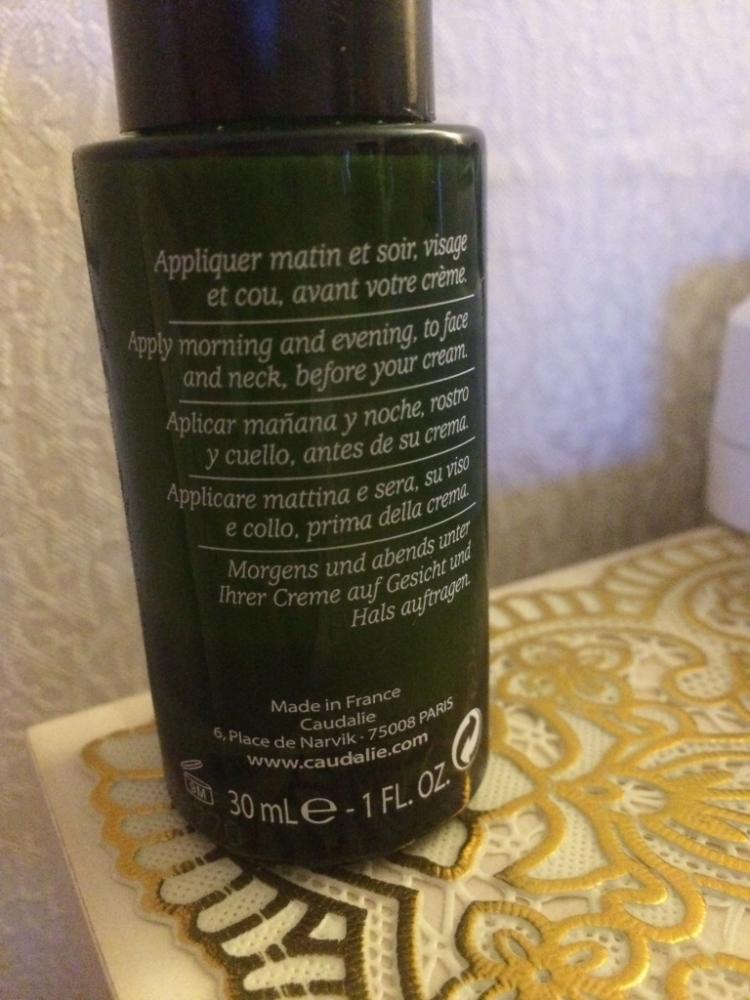 Appliquer matin et soir, visage
et cou, avant votre crème.
Apply morning and evening, to face
and neck, before your cream.
Aplicar mañana y noche, rostro
y cuello, antes de su crema.
Applicare mattina e sera, su viso
e collo, prima della crema.
Morgens und abends unter
Ihrer Creme auf Gesicht und
Hals auftragen.
Made in France
Caudalie
6, Place de Narvik · 75008 PARIS
www.caudalie.com
30 mL e - 1 FL. OZ.